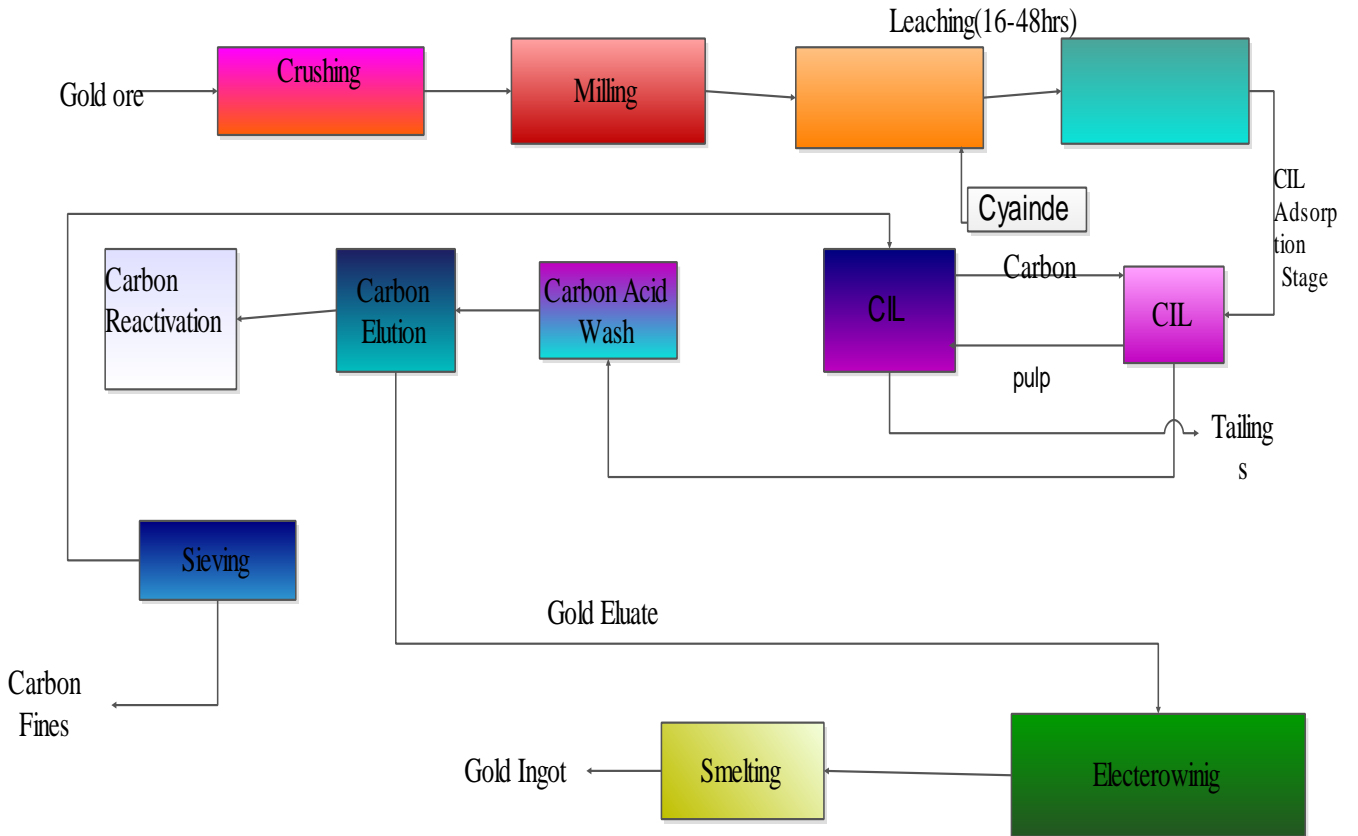 Leaching(16-48hrs)
Gold ore
Crushing
Milling
Cyainde
CIL
Adsorp
tion
Stage
Carbon
Reactivation
Carbon
Elution
Carbon Acid
Wash
CIL
Carbon
CIL
pulp
Tailing
s
Sieving
Gold Eluate
Carbon
Fines
Gold Ingot
Smelting
Electerowinig